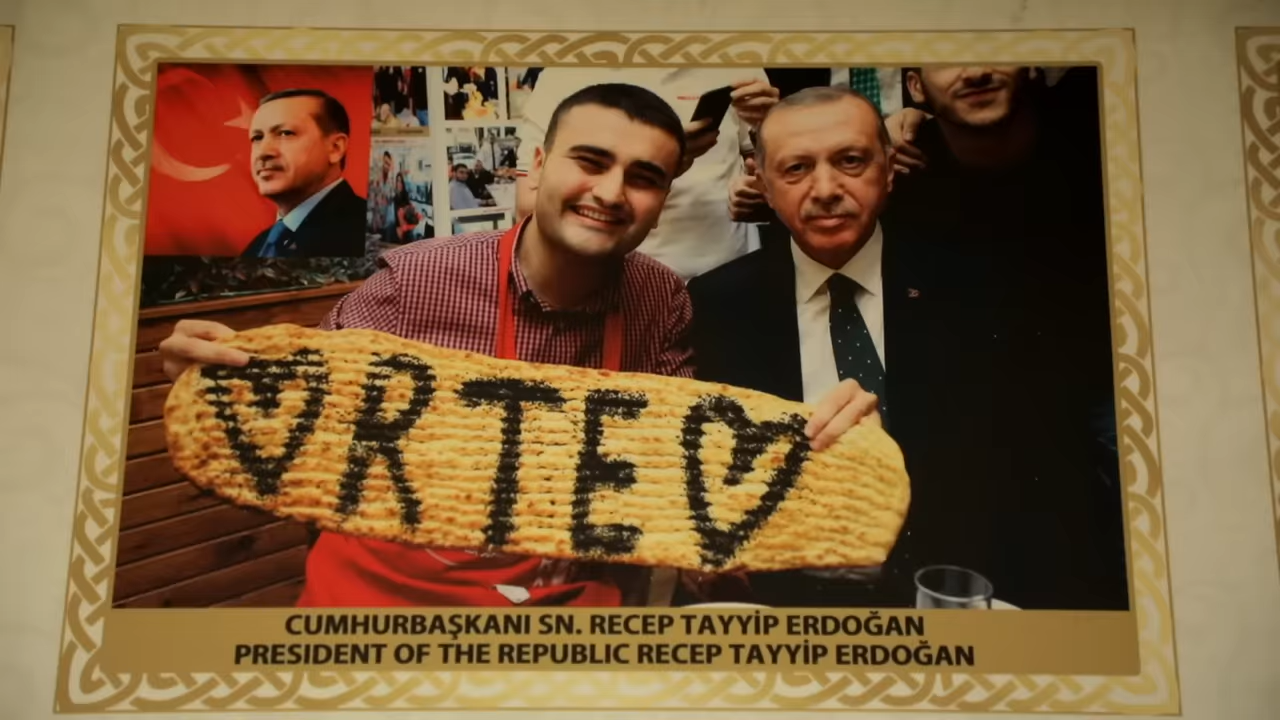 RTE
CUMHURBAŞKANI SN. RECEP TAYYİP ERDOĞAN
PRESIDENT OF THE REPUBLIC RECEP TAYYİP ERDOĞAN